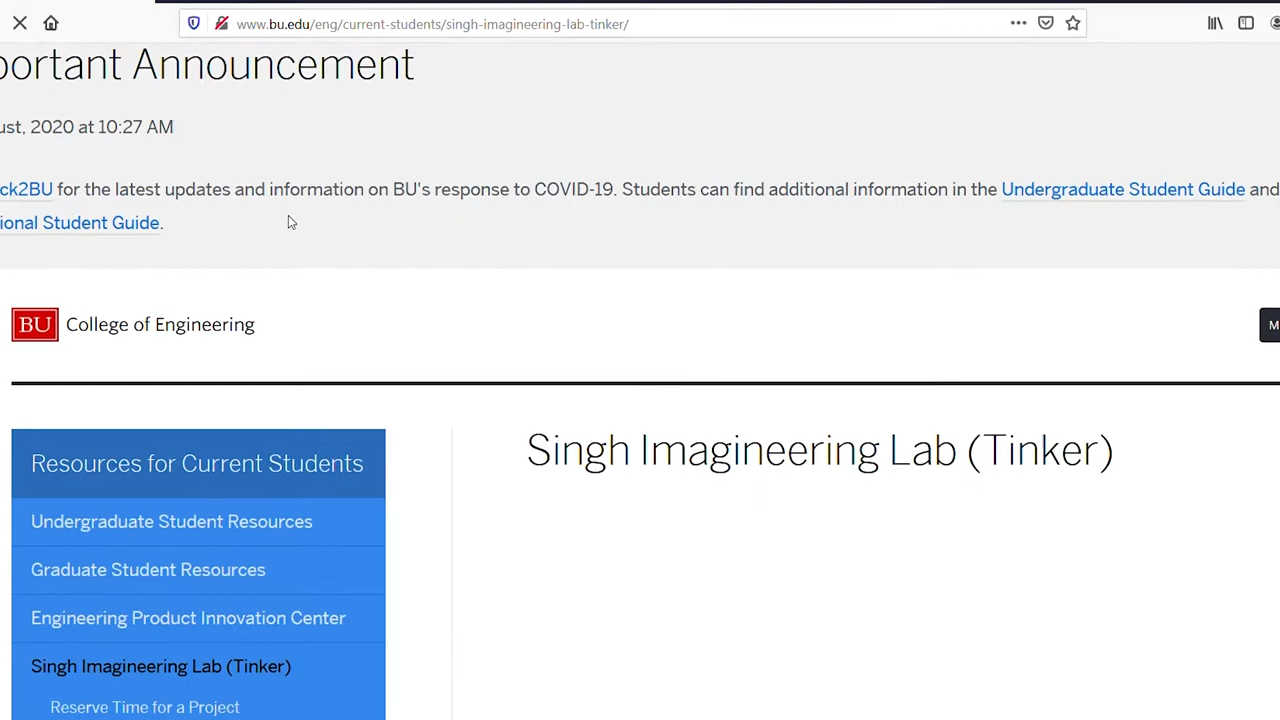 www.bu.edu/eng/current-students/singh-imagineering-lab-tinker/
portant Announcement
ust, 2020 at 10:27 AM
ck2BU for the latest updates and information on BU's response to COVID-19. Students can find additional information in the Undergraduate Student Guide and
ional Student Guide.
BU College of Engineering
M
Resources for Current Students
Singh Imagineering Lab (Tinker)
Undergraduate Student Resources
Graduate Student Resources
Engineering Product Innovation Center
Singh Imagineering Lab (Tinker)
Reserve Time for a Project